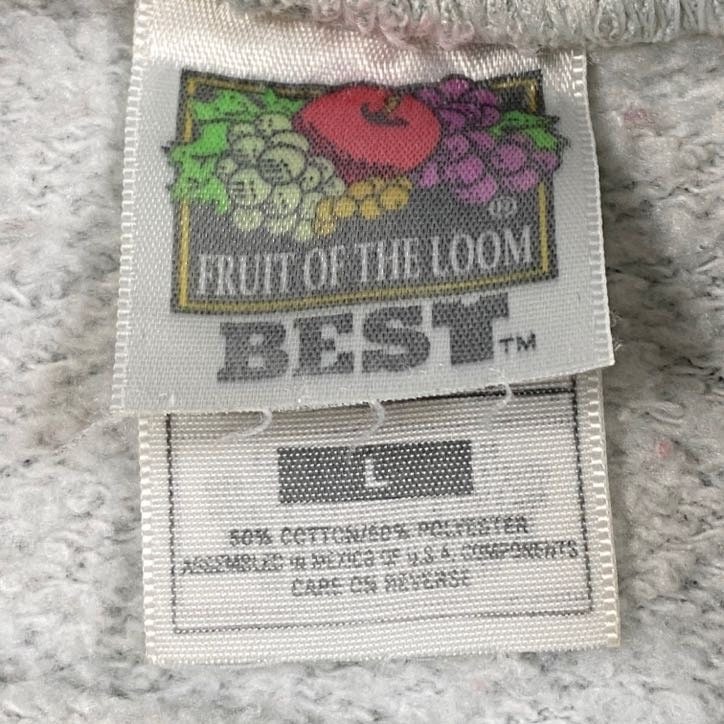 ®
FRUIT OF THE LOOM
BEST™
L
50% COTTON/50% POLYESTER
ASSEMBLED IN MEXICO OF U.S.A. COMPONENTS
CARE ON REVERSE